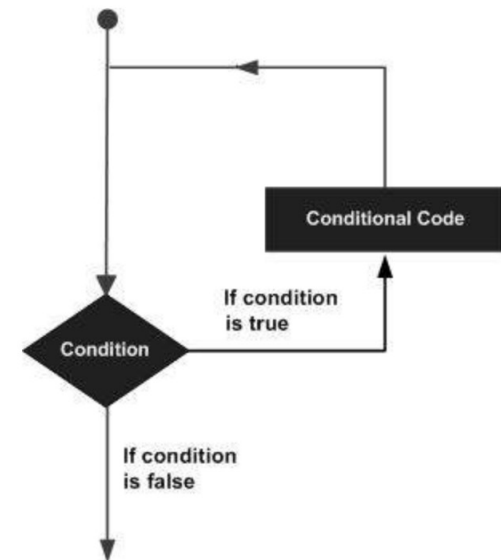 Conditional Code
If condition
is true
Condition
If condition
is false